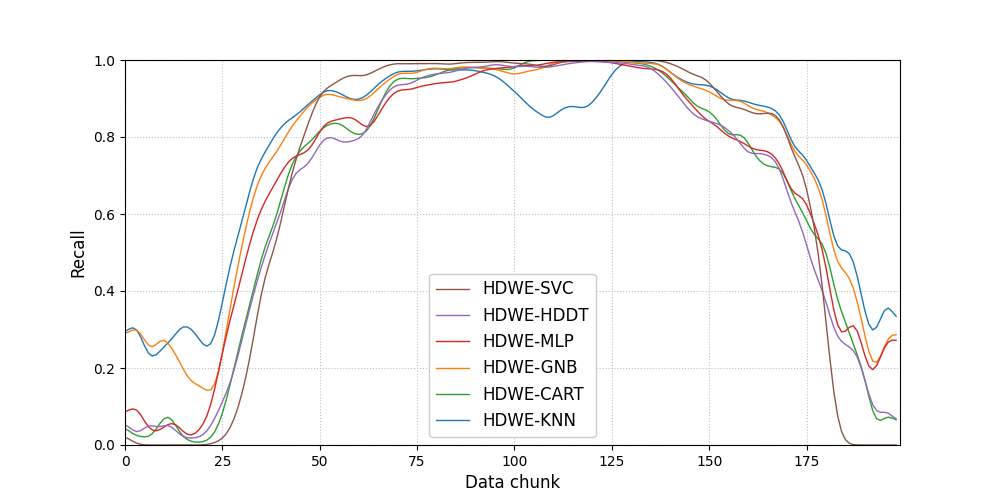 1.0
0.8
0.6
0.4
0.2
0.0
Recall
HDWE-SVC
HDWE-HDDT
HDWE-MLP
HDWE-GNB
HDWE-CART
HDWE-KNN
0 25 50 75 100 125 150 175
Data chunk